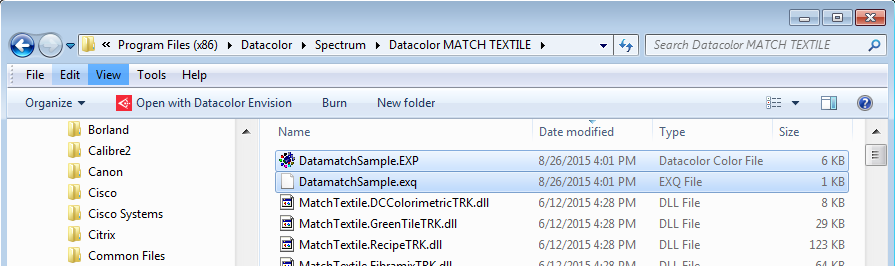 « Program Files (x86) ▸ Datacolor ▸ Spectrum ▸ Datacolor MATCH TEXTILE ▸ Search Datacolor MATCH TEXTILE
File Edit View Tools Help
Organize Open with Datacolor Envision Burn New folder
Name Date modified Type Size
Borland
Calibre2
Canon
Cisco
Cisco Systems
Citrix
Common Files
DatamatchSample.EXP 8/26/2015 4:01 PM Datacolor Color File 6 KB
DatamatchSample.exq 8/26/2015 4:01 PM EXQ File 1 KB
MatchTextile.DCColorimetricTRK.dll 6/12/2015 4:28 PM DLL File 8 KB
MatchTextile.GreenTileTRK.dll 6/12/2015 4:28 PM DLL File 29 KB
MatchTextile.RecipeTRK.dll 6/12/2015 4:28 PM DLL File 123 KB
MatchTextile.FibramixTRK.dll 6/12/2015 4:28 PM DLL File 64 KB